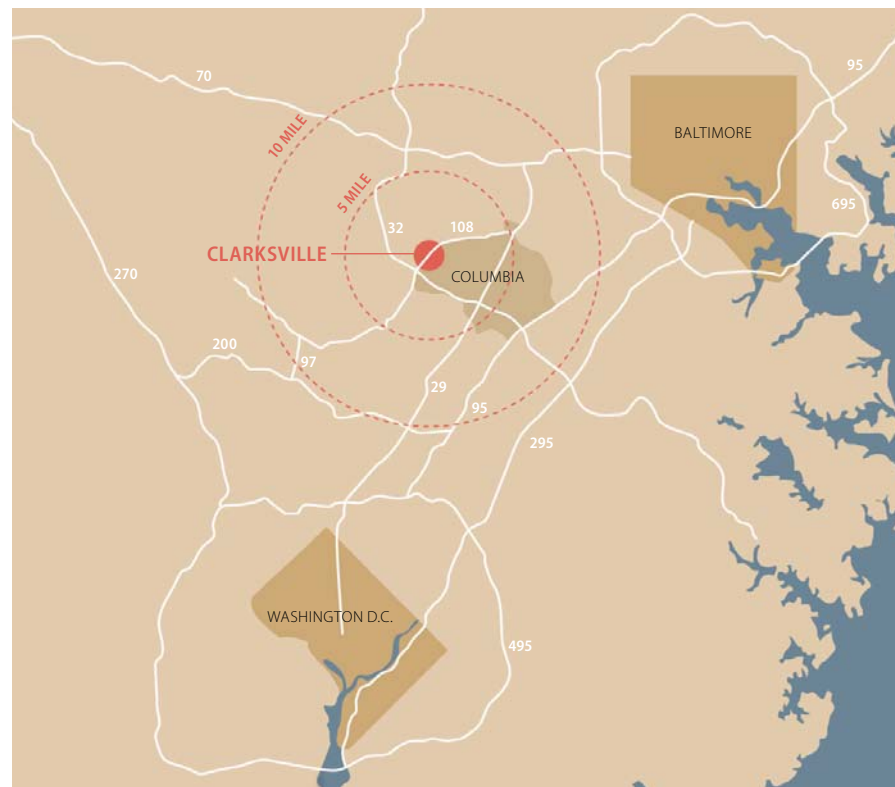 95
70
BALTIMORE
10 MILE
5 MILE
695
32
108
CLARKSVILLE
COLUMBIA
270
200
97
29
95
295
WASHINGTON D.C.
495